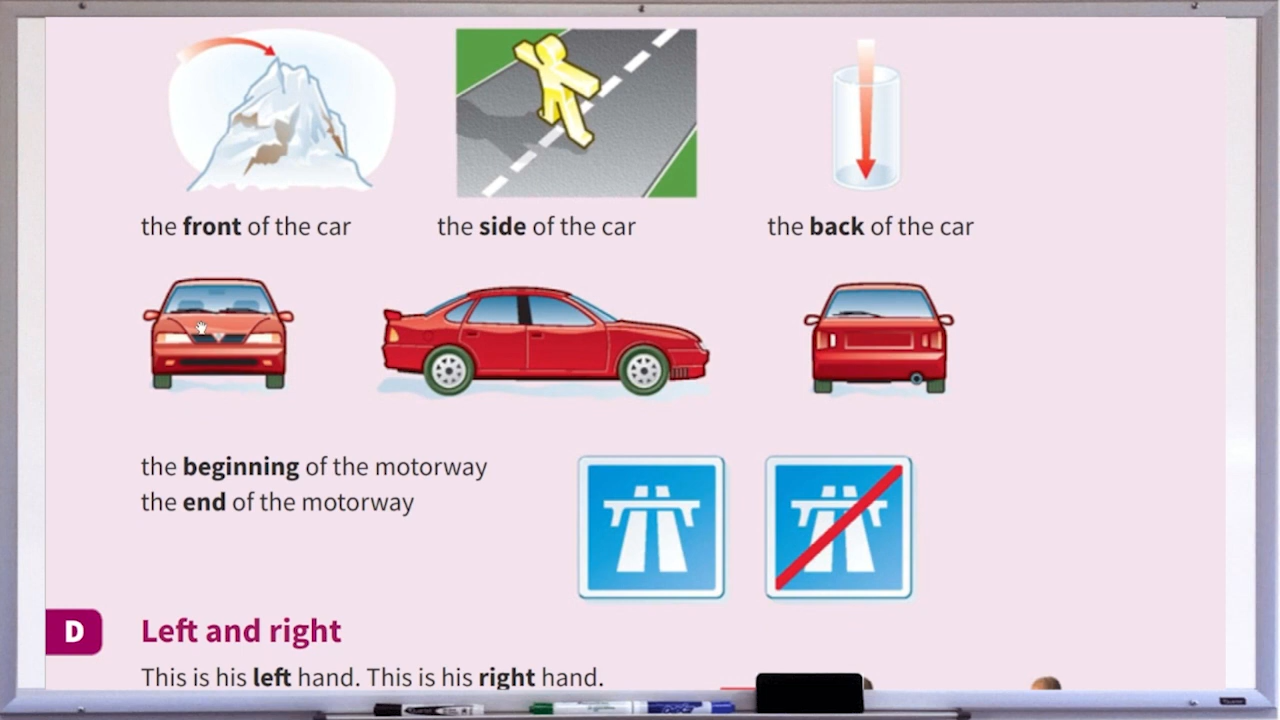 the front of the car
the side of the car
the back of the car
the beginning of the motorway
the end of the motorway
D
Left and right
This is his left hand. This is his right hand.